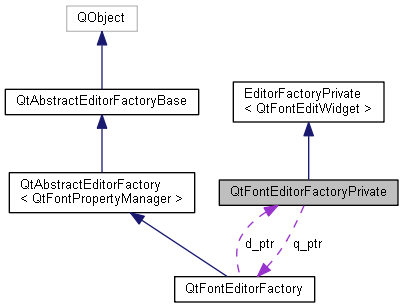 QObject
QtAbstractEditorFactoryBase
EditorFactoryPrivate
< QtFontEditWidget >
QtAbstractEditorFactory
< QtFontPropertyManager >
QtFontEditorFactoryPrivate
d_ptr
q_ptr
QtFontEditorFactory